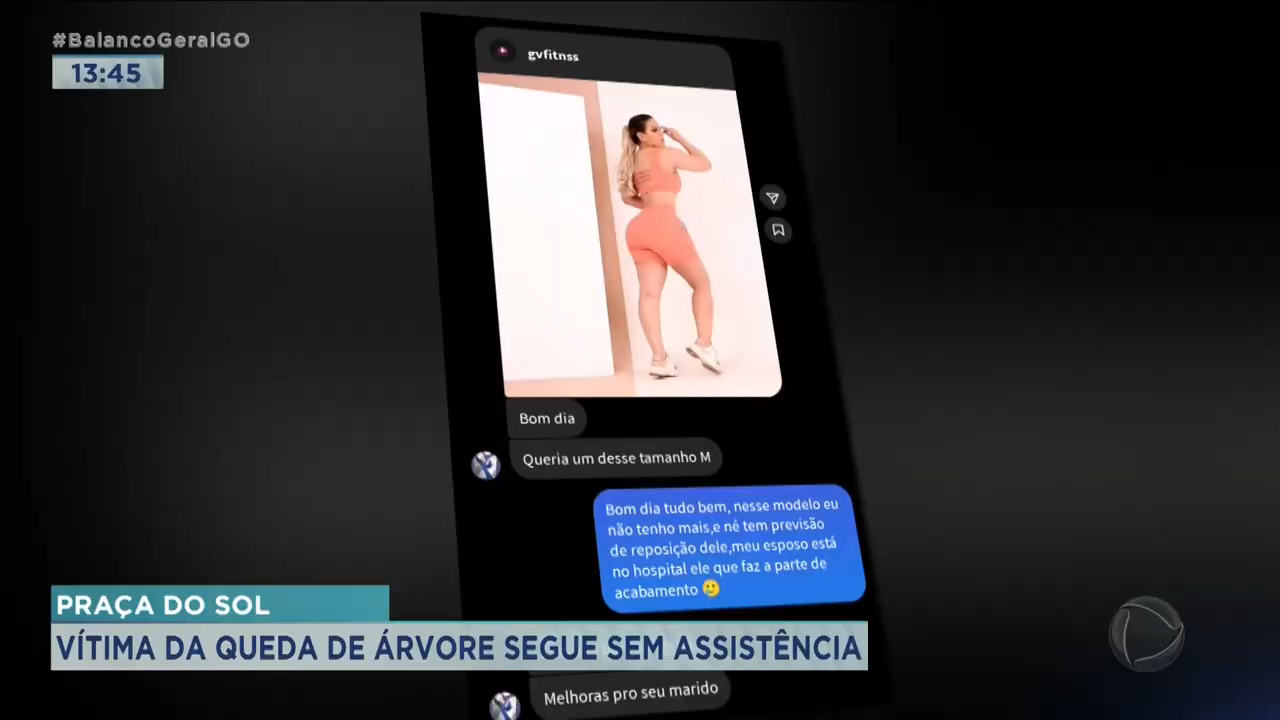 #BalancoGeralGO
13:45
gvfitnss
Bom dia
Queria um desse tamanho M
Bom dia tudo bem, nesse modelo eu
não tenho mais,e né tem previsão
de reposição dele,meu esposo está
no hospital ele que faz a parte de
acabamento 🥲
PRAÇA DO SOL
VÍTIMA DA QUEDA DE ÁRVORE SEGUE SEM ASSISTÊNCIA
Melhoras pro seu marido